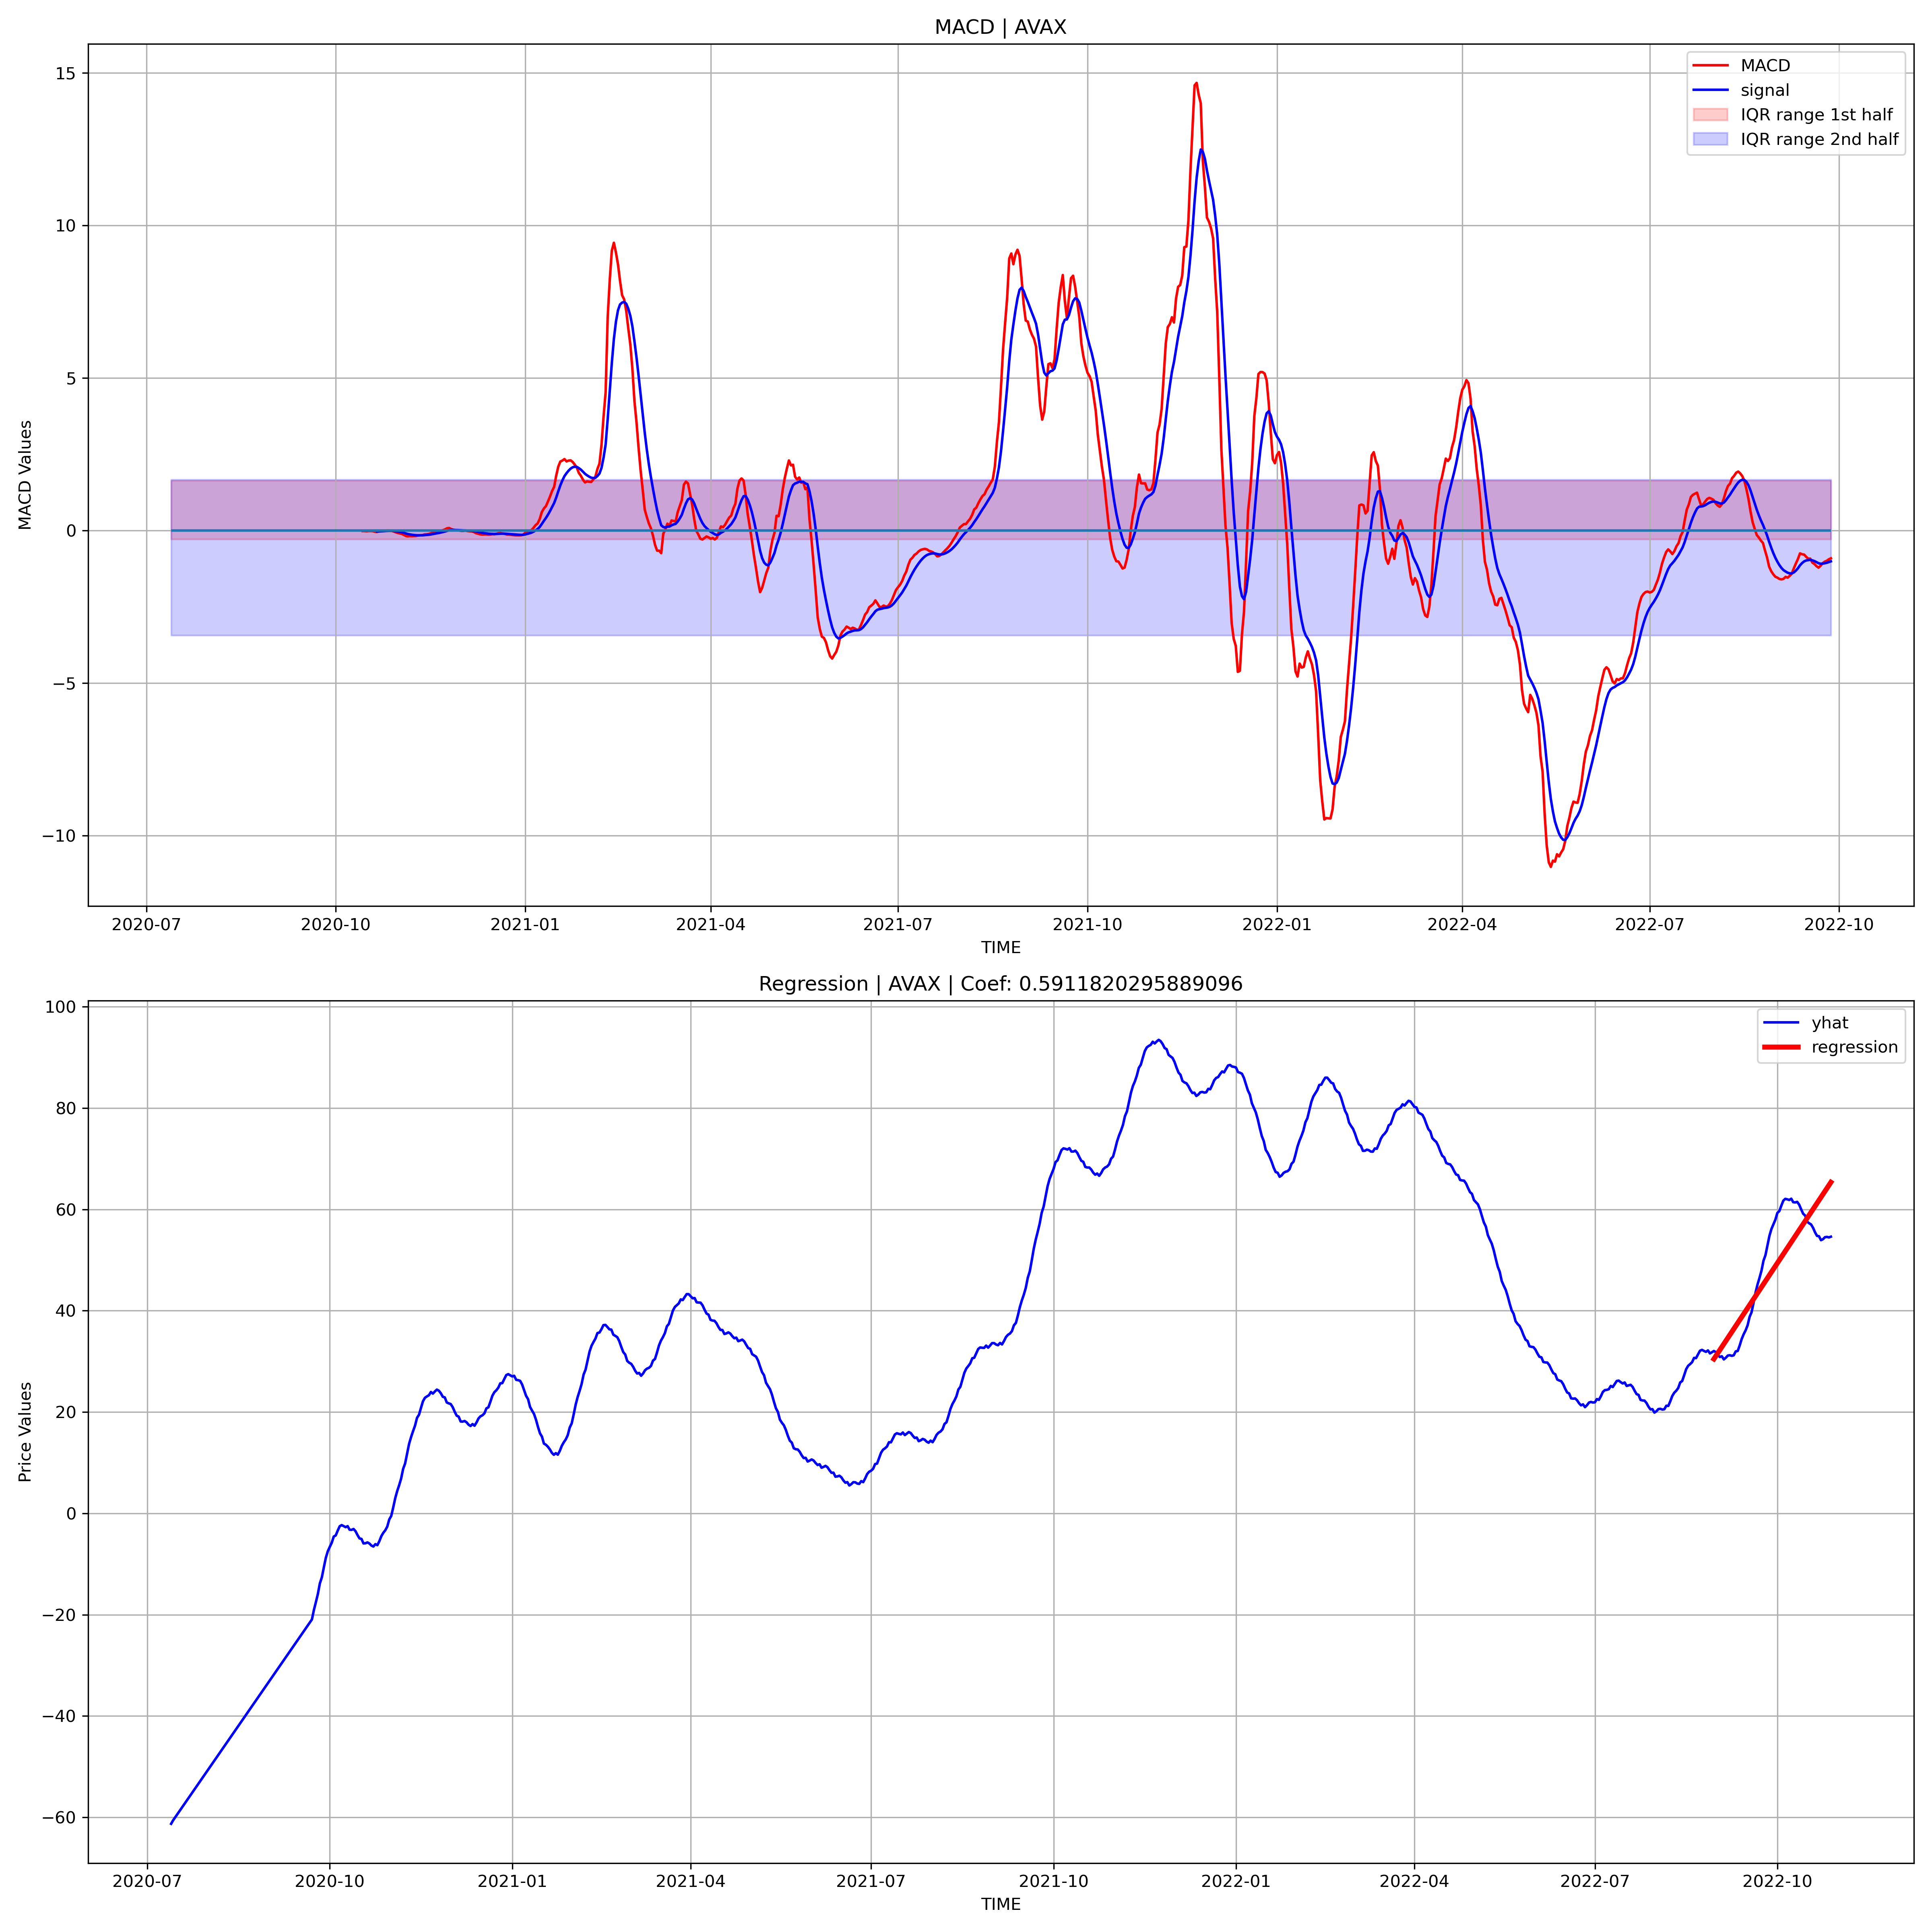 MACD | AVAX
MACD
signal
IQR range 1st half
IQR range 2nd half
15
10
5
0
−5
−10
MACD Values
2020-07 2020-10 2021-01 2021-04 2021-07 2021-10 2022-01 2022-04 2022-07 2022-10
TIME
Regression | AVAX | Coef: 0.5911820295889096
yhat
regression
100
80
60
40
20
0
−20
−40
−60
Price Values
2020-07 2020-10 2021-01 2021-04 2021-07 2021-10 2022-01 2022-04 2022-07 2022-10
TIME